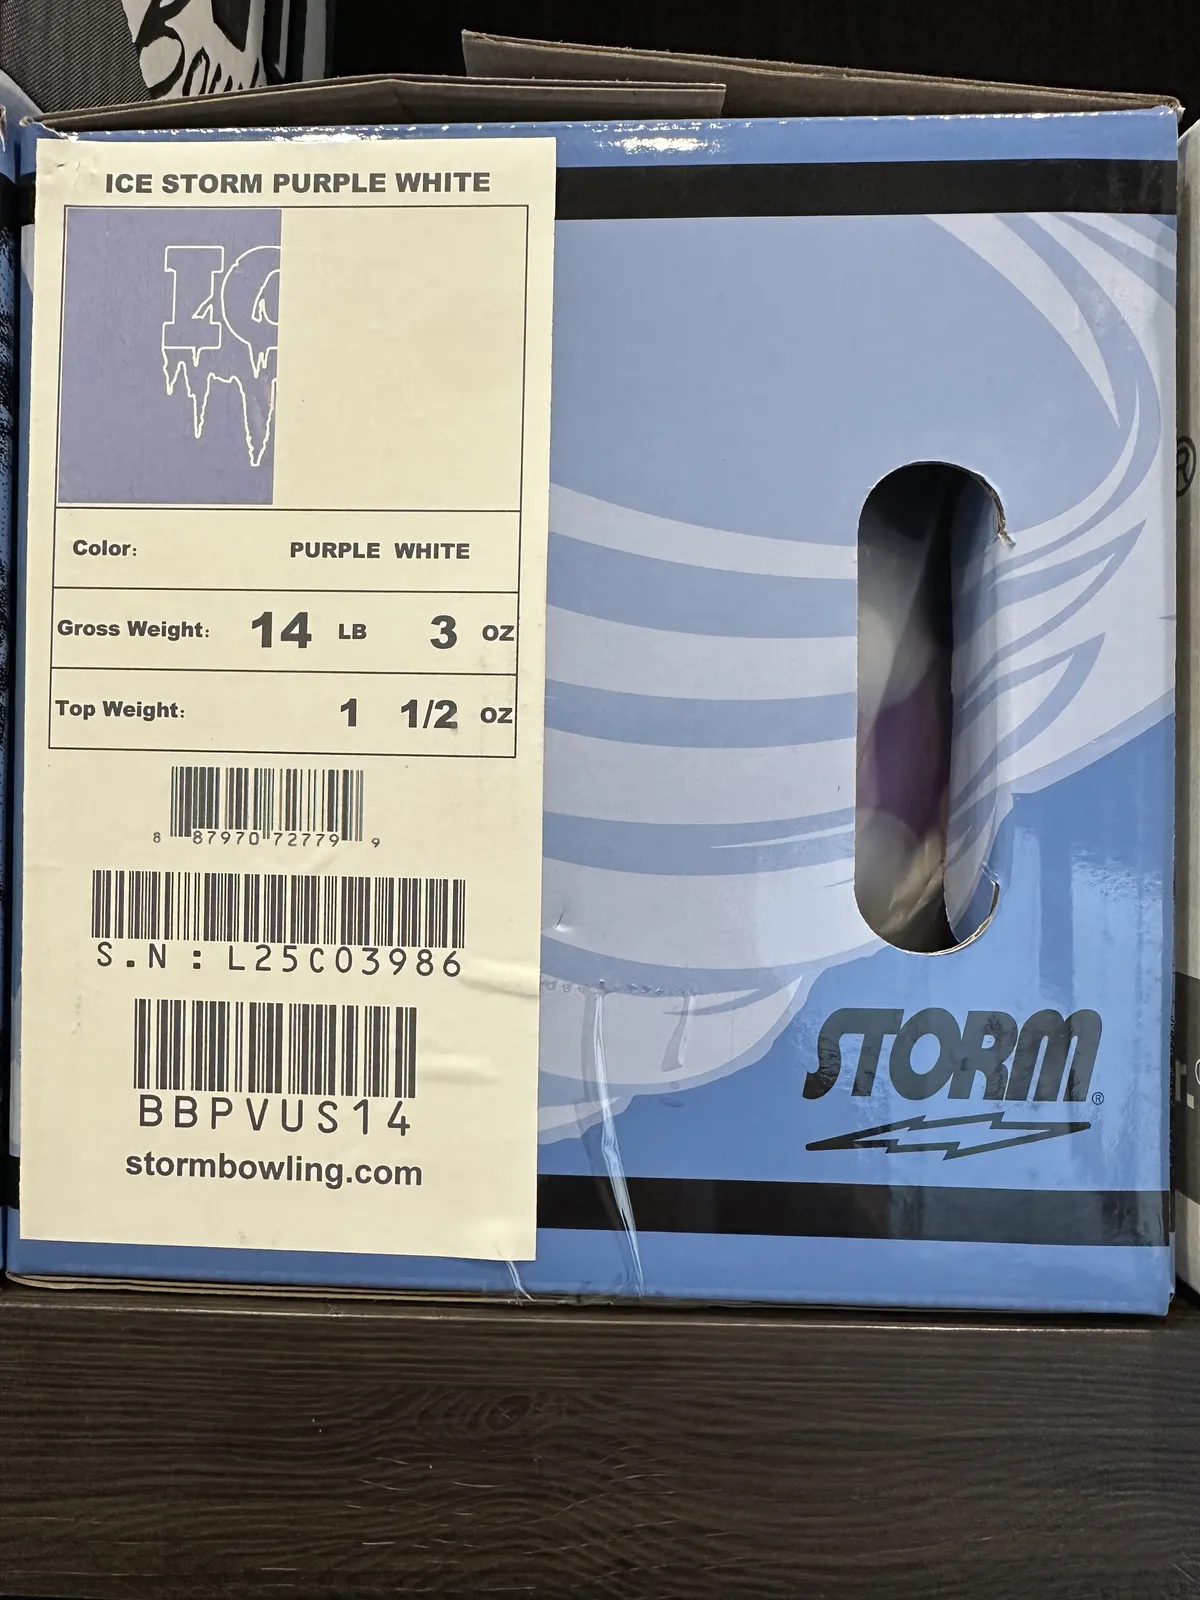 ICE STORM PURPLE WHITE
IC
Color: PURPLE WHITE
Gross Weight: 14 LB 3 OZ
Top Weight: 1 1/2 OZ
8 87970 72779 9
S.N: L25C03986
BBPVUS14
stormbowling.com
STORM®
®